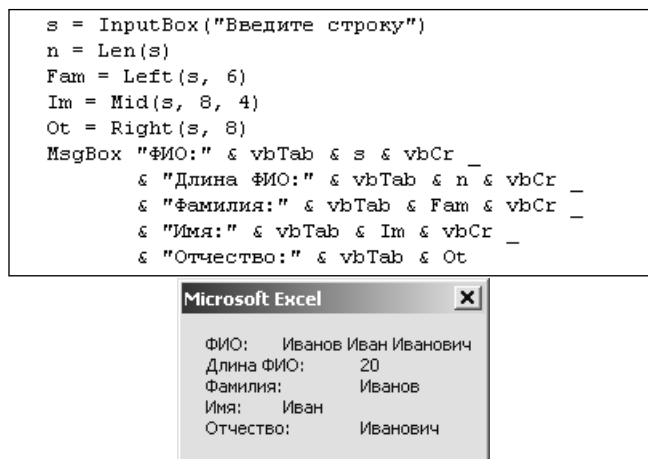 s = InputBox("Введите строку")
n = Len(s)
Fam = Left(s, 6)
Im = Mid(s, 8, 4)
Ot = Right(s, 8)
MsgBox "ФИО:" & vbTab & s & vbCr _
& "Длина ФИО:" & vbTab & n & vbCr _
& "Фамилия:" & vbTab & Fam & vbCr _
& "Имя:" & vbTab & Im & vbCr _
& "Отчество:" & vbTab & Ot
Microsoft Excel
ФИО: Иванов Иван Иванович
Длина ФИО: 20
Фамилия: Иванов
Имя: Иван
Отчество: Иванович